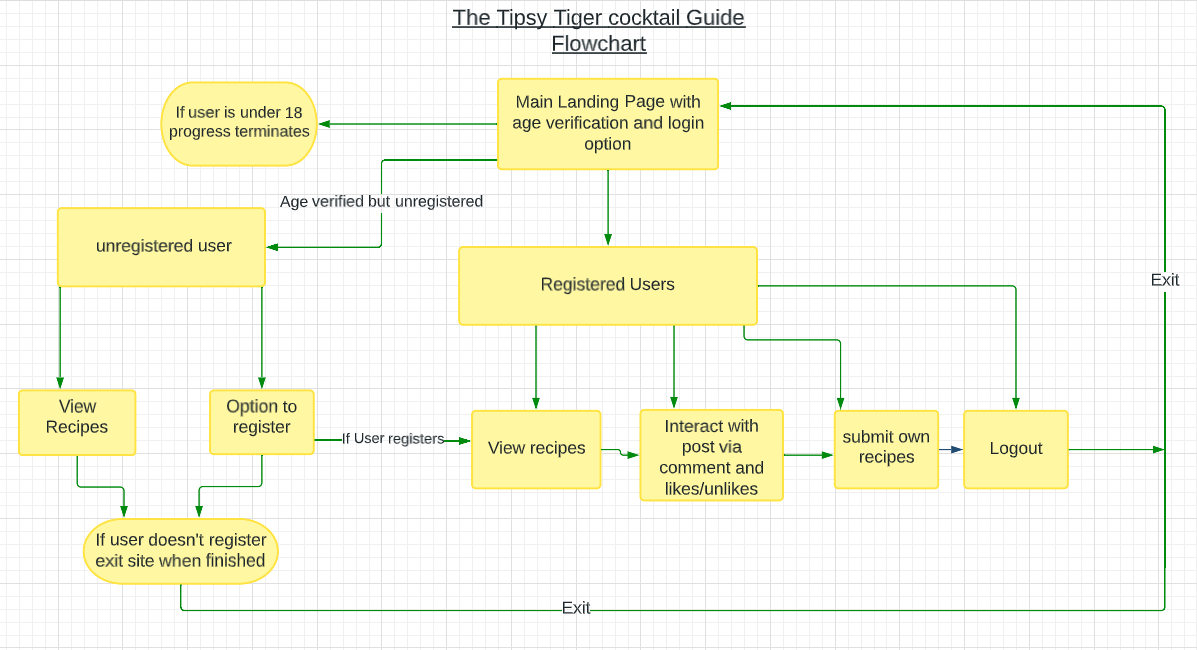 The Tipsy Tiger cocktail Guide
Flowchart
If user is under 18
progress terminates
Main Landing Page with
age verification and login
option
Age verified but unregistered
unregistered user
Registered Users
Exit
View
Recipes
Option to
register
If User registers
View recipes
Interact with
post via
comment and
likes/unlikes
submit own
recipes
Logout
If user doesn't register
exit site when finished
Exit